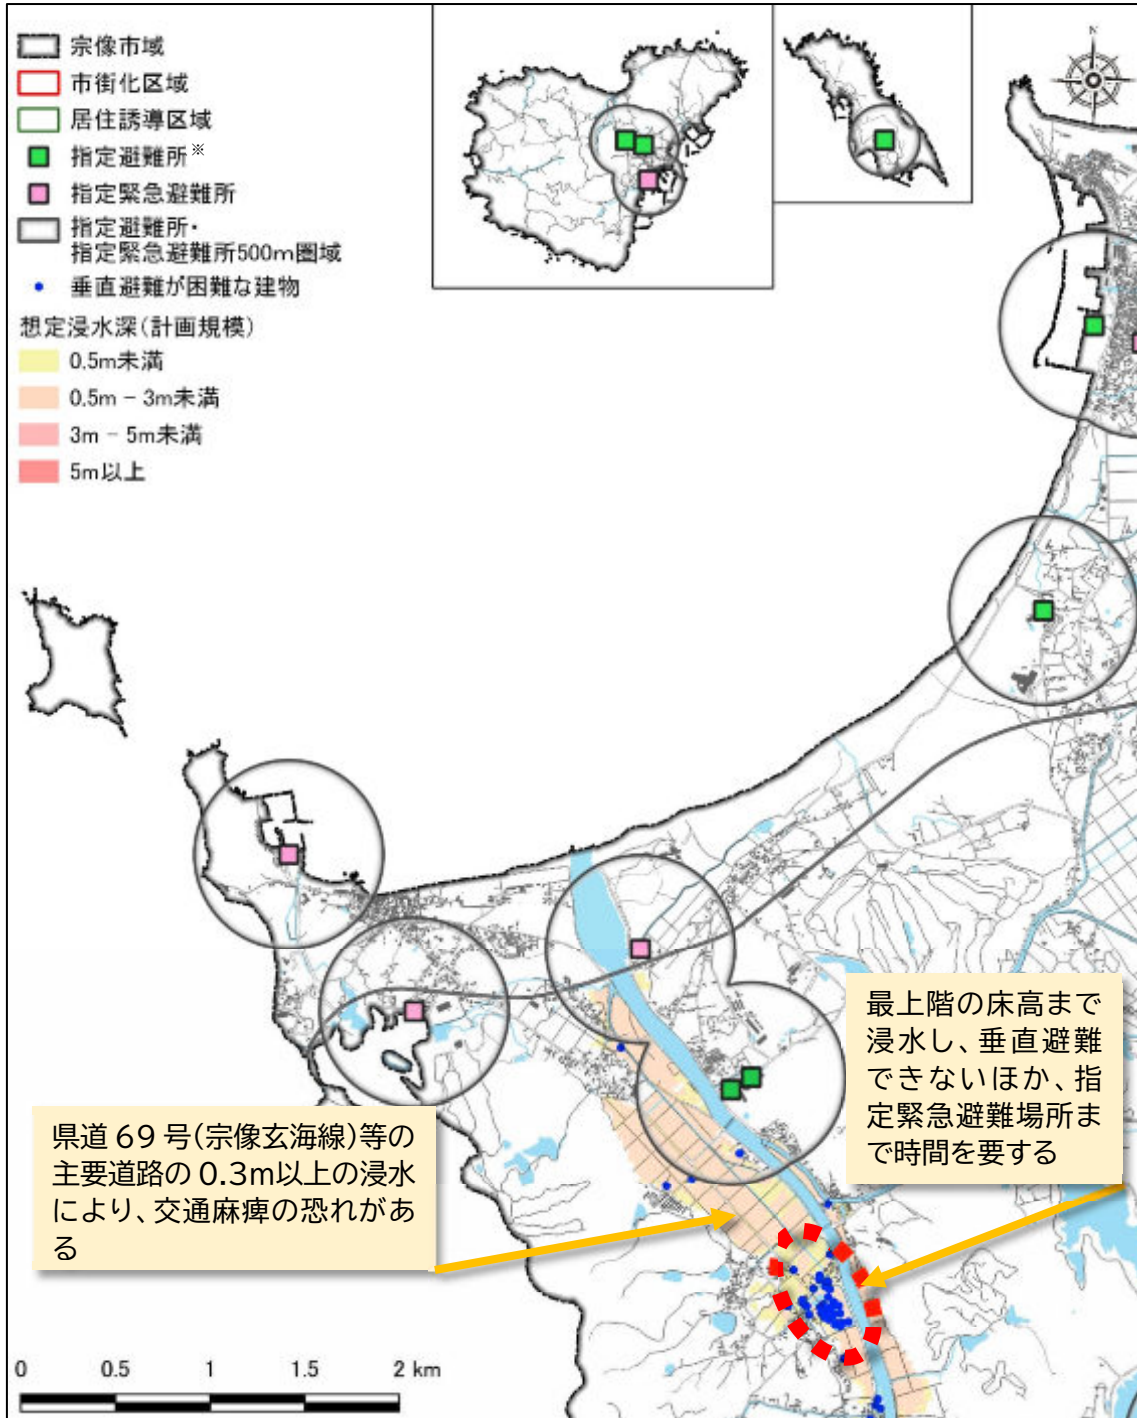 宗像市域
市街化区域
居住誘導区域
指定避難所※
指定緊急避難所
指定避難所・
指定緊急避難所500m圏域
垂直避難が困難な建物
想定浸水深(計画規模)
0.5m未満
0.5m − 3m未満
3m − 5m未満
5m以上
N
最上階の床高まで
浸水し、垂直避難
できないほか、指
定緊急避難場所ま
で時間を要する
県道69号(宗像玄海線)等の
主要道路の0.3m以上の浸水
により、交通麻痺の恐れがあ
る
0 0.5 1 2 km